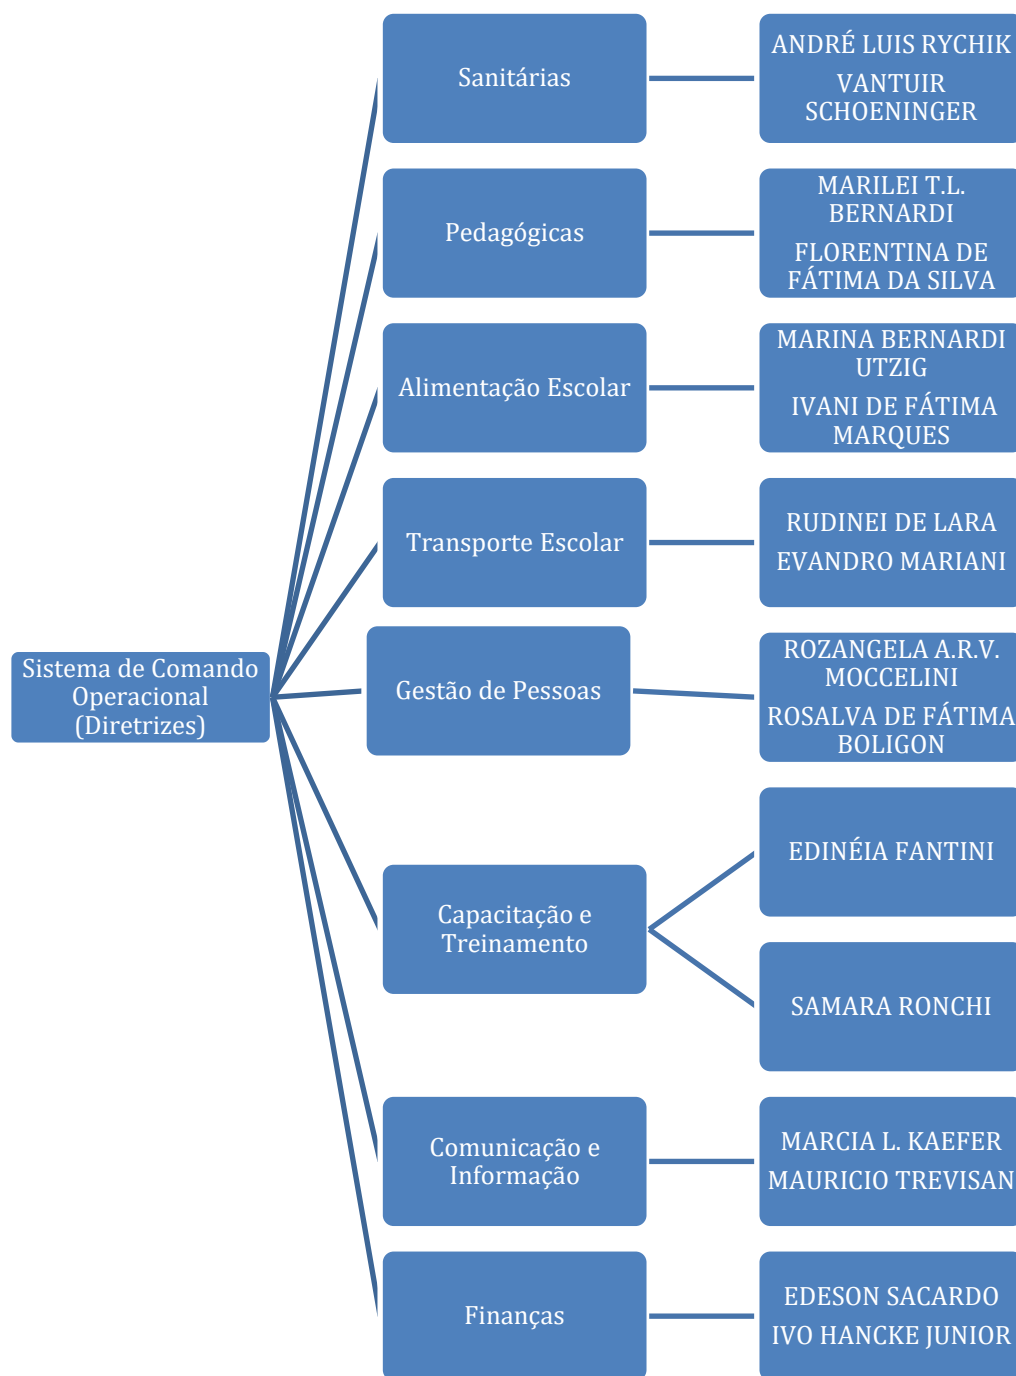 Sistema de Comando
Operacional
(Diretrizes)
Sanitárias
ANDRÉ LUIS RYCHIK
VANTUIR
SCHOENINGER
Pedagógicas
MARILEI T.L.
BERNARDI
FLORENTINA DE
FÁTIMA DA SILVA
Alimentação Escolar
MARINA BERNARDI
UTZIG
IVANI DE FÁTIMA
MARQUES
Transporte Escolar
RUDINEI DE LARA
EVANDRO MARIANI
Gestão de Pessoas
ROZANGELA A.R.V.
MOCCELINI
ROSALVA DE FÁTIMA
BOLIGON
Capacitação e
Treinamento
EDINÉIA FANTINI
SAMARA RONCHI
Comunicação e
Informação
MARCIA L. KAEFER
MAURICIO TREVISAN
Finanças
EDESON SACARDO
IVO HANCKE JUNIOR